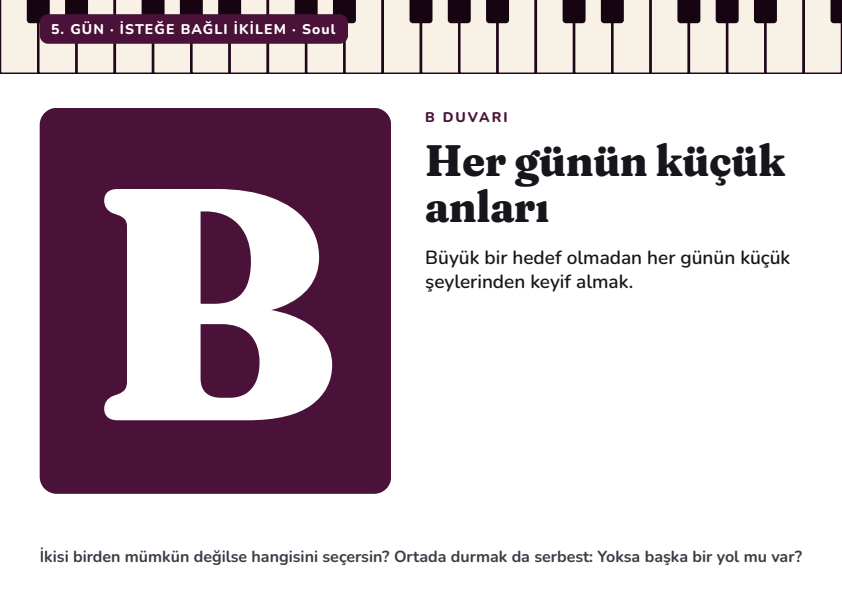 5. GÜN · İSTEĞE BAĞLI İKİLEM · Soul
B
B DUVARI
Her günün küçük
anları
Büyük bir hedef olmadan her günün küçük
şeylerinden keyif almak.
İkisi birden mümkün değilse hangisini seçersin? Ortada durmak da serbest: Yoksa başka bir yol mu var?